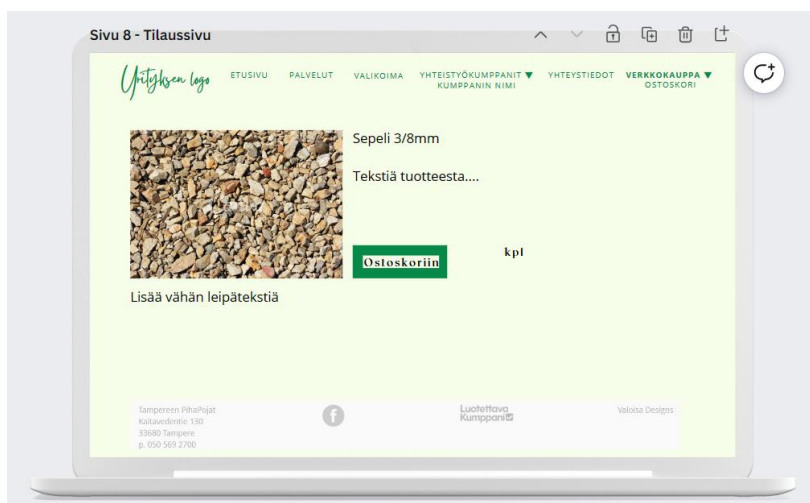 Sivu 8 - Tilaussivu
Yrityksen logo
ETUSIVU
PALVELUT
VALIKOIMA
YHTEISTYÖKUMPPANIT ▼
KUMPPANIN NIMI
YHTEYSTIEDOT
VERKKOKAUPPA ▼
OSTOSKORI
Sepeli 3/8mm
Tekstiä tuotteesta....
Ostoskoriin
kpl
Lisää vähän leipätekstiä
Tampereen PihaPojat
Kaitavedentie 130
33680 Tampere
p. 050 569 2700
f
Luotettava
Kumppani
Valoisa Designs